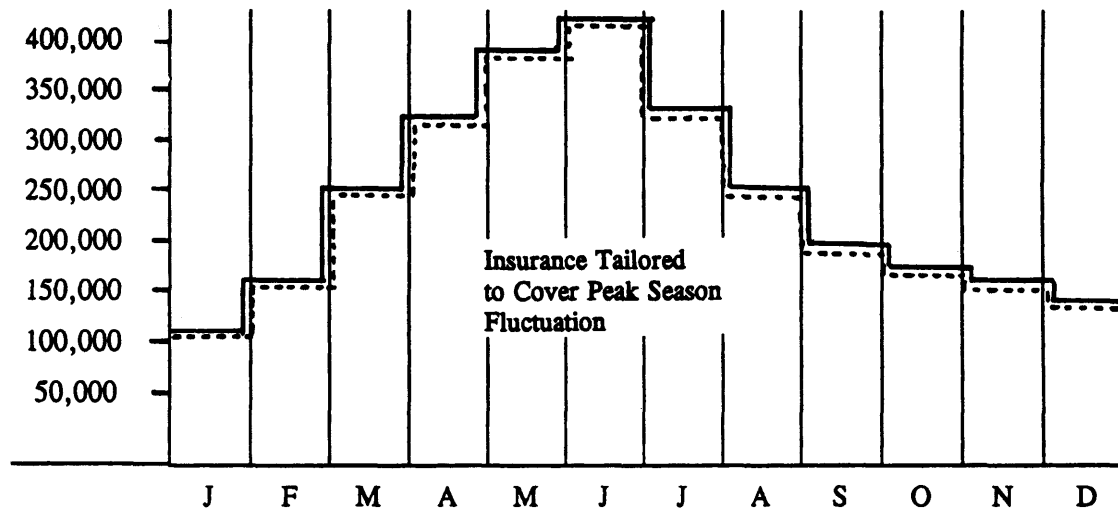 400,000
350,000
300,000
250,000
200,000
150,000
100,000
50,000
Insurance Tailored
to Cover Peak Season
Fluctuation
J F M A M J J A S O N D